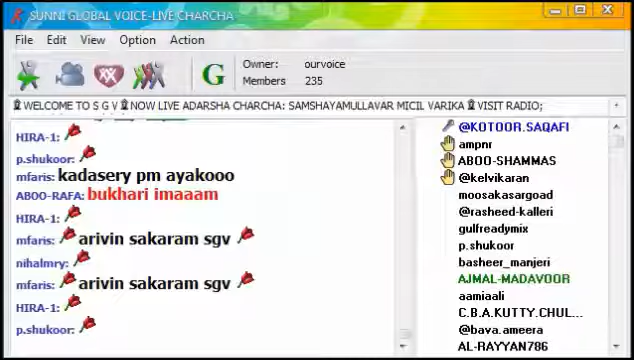 SUNNI GLOBAL VOICE-LIVE CHARCHA
File Edit View Option Action
G
Owner: ourvoice
Members 235
WELCOME TO S G V NOW LIVE ADARSHA CHARCHA: SAMSHAYAMULLAVAR MICIL VARIKA VISIT RADIO;
HIRA-1:
p.shukoor:
mfaris: kadasery pm ayakooo
ABOO-RAFA: bukhari imaaam
HIRA-1:
mfaris: arivin sakaram sgv
nihalmry:
mfaris: arivin sakaram sgv
HIRA-1:
p.shukoor:
@KOTOOR.SAQAFI
ampnr
ABOO-SHAMMAS
@kelvikaran
moosakasargoad
@rasheed-kalleri
gulfreadymix
p.shukoor
basheer_manjeri
AJMAL-MADAVOOR
aamiaali
C.B.A.KUTTY.CHUL...
@bava.ameera
AL-RAYYAN786